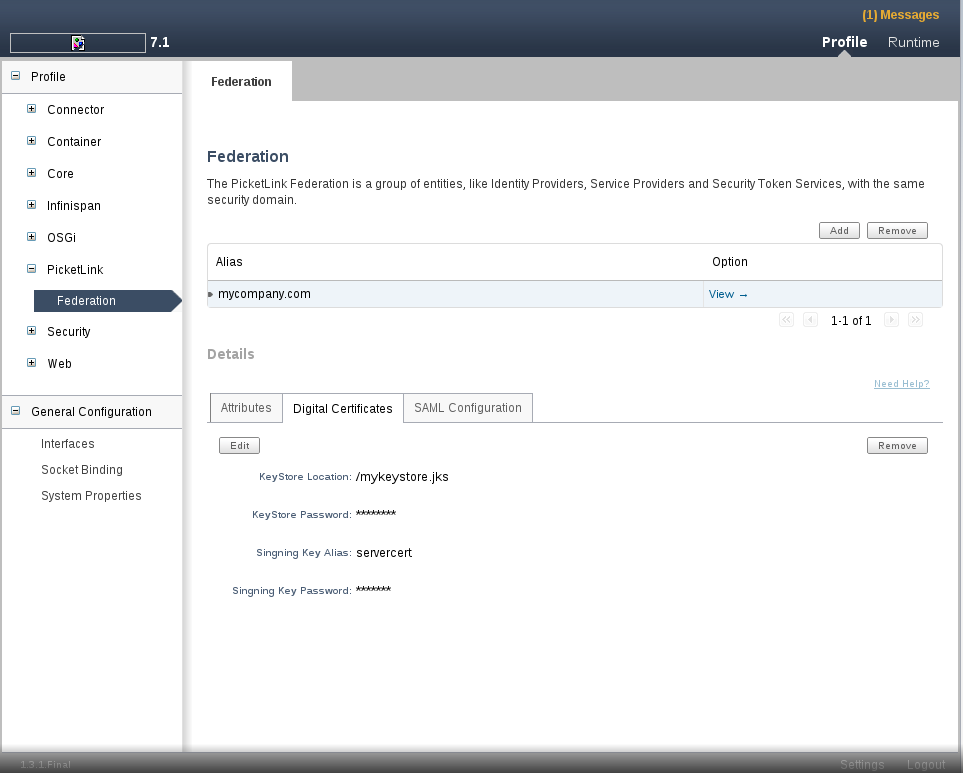 (1) Messages
7.1
Profile Runtime
Profile
Connector
Container
Core
Infinispan
OSGi
PicketLink
Federation
Security
Web
General Configuration
Interfaces
Socket Binding
System Properties
Federation
Federation
The PicketLink Federation is a group of entities, like Identity Providers, Service Providers and Security Token Services, with the same
security domain.
Add Remove
Alias Option
mycompany.com View →
1-1 of 1
Details
Need Help?
Attributes Digital Certificates SAML Configuration
Edit Remove
KeyStore Location: /mykeystore.jks
KeyStore Password: ********
Singning Key Alias: servercert
Singning Key Password: *******
1.3.1.Final Settings Logout